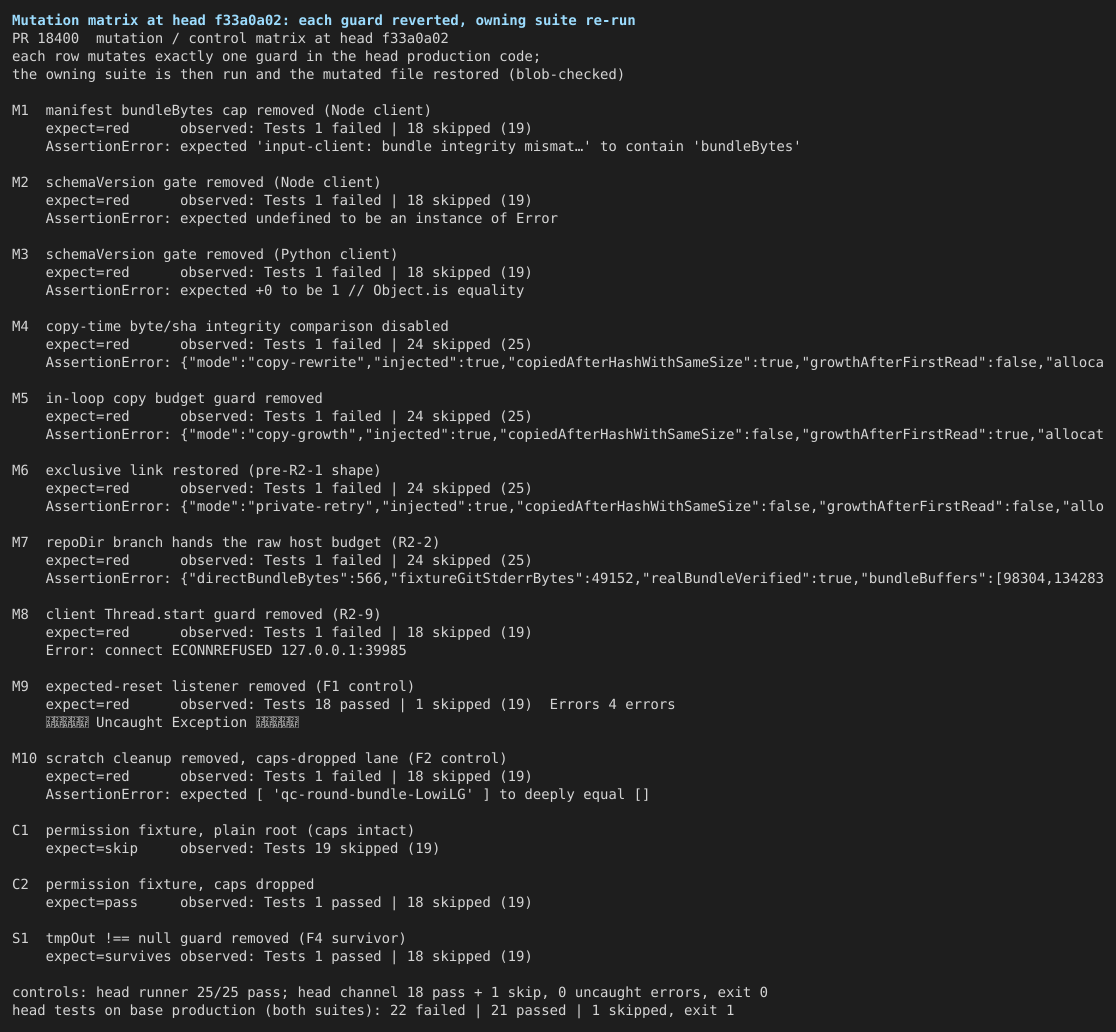 Mutation matrix at head f33a0a02: each guard reverted, owning suite re-run
PR 18400  mutation / control matrix at head f33a0a02
each row mutates exactly one guard in the head production code;
the owning suite is then run and the mutated file restored (blob-checked)
M1  manifest bundleBytes cap removed (Node client)
expect=red      observed: Tests 1 failed | 18 skipped (19)
AssertionError: expected 'input-client: bundle integrity mismat…' to contain 'bundleBytes'
M2  schemaVersion gate removed (Node client)
expect=red      observed: Tests 1 failed | 18 skipped (19)
AssertionError: expected undefined to be an instance of Error
M3  schemaVersion gate removed (Python client)
expect=red      observed: Tests 1 failed | 18 skipped (19)
AssertionError: expected +0 to be 1 // Object.is equality
M4  copy-time byte/sha integrity comparison disabled
expect=red      observed: Tests 1 failed | 24 skipped (25)
AssertionError: {"mode":"copy-rewrite","injected":true,"copiedAfterHashWithSameSize":true,"growthAfterFirstRead":false,"alloca
M5  in-loop copy budget guard removed
expect=red      observed: Tests 1 failed | 24 skipped (25)
AssertionError: {"mode":"copy-growth","injected":true,"copiedAfterHashWithSameSize":false,"growthAfterFirstRead":true,"allocat
M6  exclusive link restored (pre-R2-1 shape)
expect=red      observed: Tests 1 failed | 24 skipped (25)
AssertionError: {"mode":"private-retry","injected":true,"copiedAfterHashWithSameSize":false,"growthAfterFirstRead":false,"allo
M7  repoDir branch hands the raw host budget (R2-2)
expect=red      observed: Tests 1 failed | 24 skipped (25)
AssertionError: {"directBundleBytes":566,"fixtureGitStderrBytes":49152,"realBundleVerified":true,"bundleBuffers":[98304,134283
M8  client Thread.start guard removed (R2-9)
expect=red      observed: Tests 1 failed | 18 skipped (19)
Error: connect ECONNREFUSED 127.0.0.1:39985
M9  expected-reset listener removed (F1 control)
expect=red      observed: Tests 18 passed | 1 skipped (19)  Errors 4 errors
Uncaught Exception
M10 scratch cleanup removed, caps-dropped lane (F2 control)
expect=red      observed: Tests 1 failed | 18 skipped (19)
AssertionError: expected [ 'qc-round-bundle-LowiLG' ] to deeply equal []
C1  permission fixture, plain root (caps intact)
expect=skip     observed: Tests 19 skipped (19)
C2  permission fixture, caps dropped
expect=pass     observed: Tests 1 passed | 18 skipped (19)
S1  tmpOut !== null guard removed (F4 survivor)
expect=survives observed: Tests 1 passed | 18 skipped (19)
controls: head runner 25/25 pass; head channel 18 pass + 1 skip, 0 uncaught errors, exit 0
head tests on base production (both suites): 22 failed | 21 passed | 1 skipped, exit 1